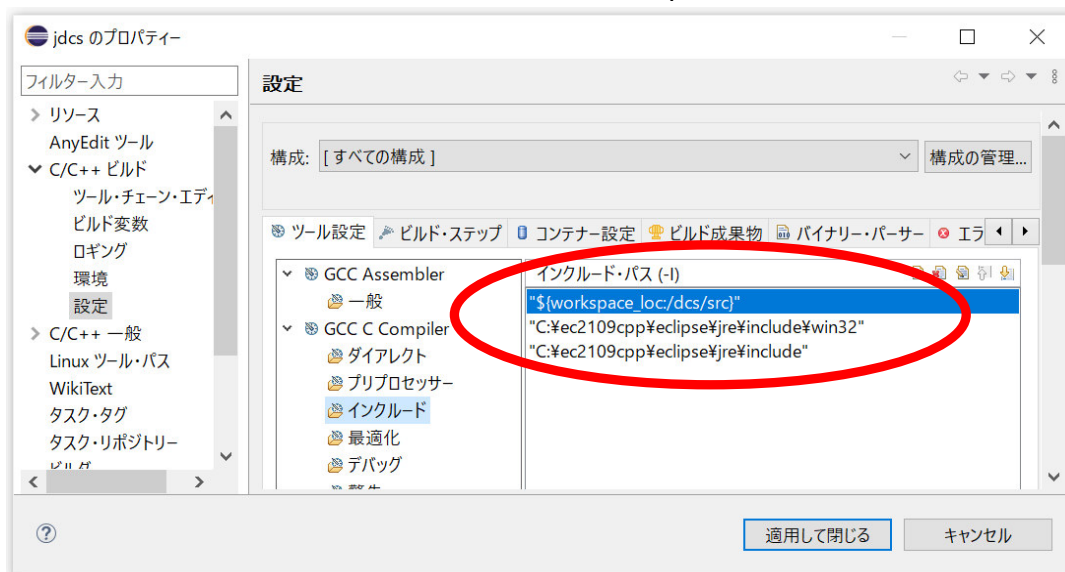 jdcs のプロパティー
フィルター入力
リソース
AnyEdit ツール
C/C++ ビルド
ツール・チェーン・エディ
ビルド変数
ロギング
環境
設定
C/C++ 一般
Linux ツール・パス
WikiText
タスク・タグ
タスク・リポジトリー
ビルダ
設定
構成: [ すべての構成 ]
構成の管理...
ツール設定 ビルド・ステップ コンテナー設定 ビルド成果物 バイナリー・パーサー エラ
GCC Assembler
一般
GCC C Compiler
ダイアレクト
プリプロセッサー
インクルード
最適化
デバッグ
警告
インクルード・パス (-I)
"${workspace_loc:/dcs/src}"
"C:¥ec2109cpp¥eclipse¥jre¥include¥win32"
"C:¥ec2109cpp¥eclipse¥jre¥include"
適用して閉じる
キャンセル